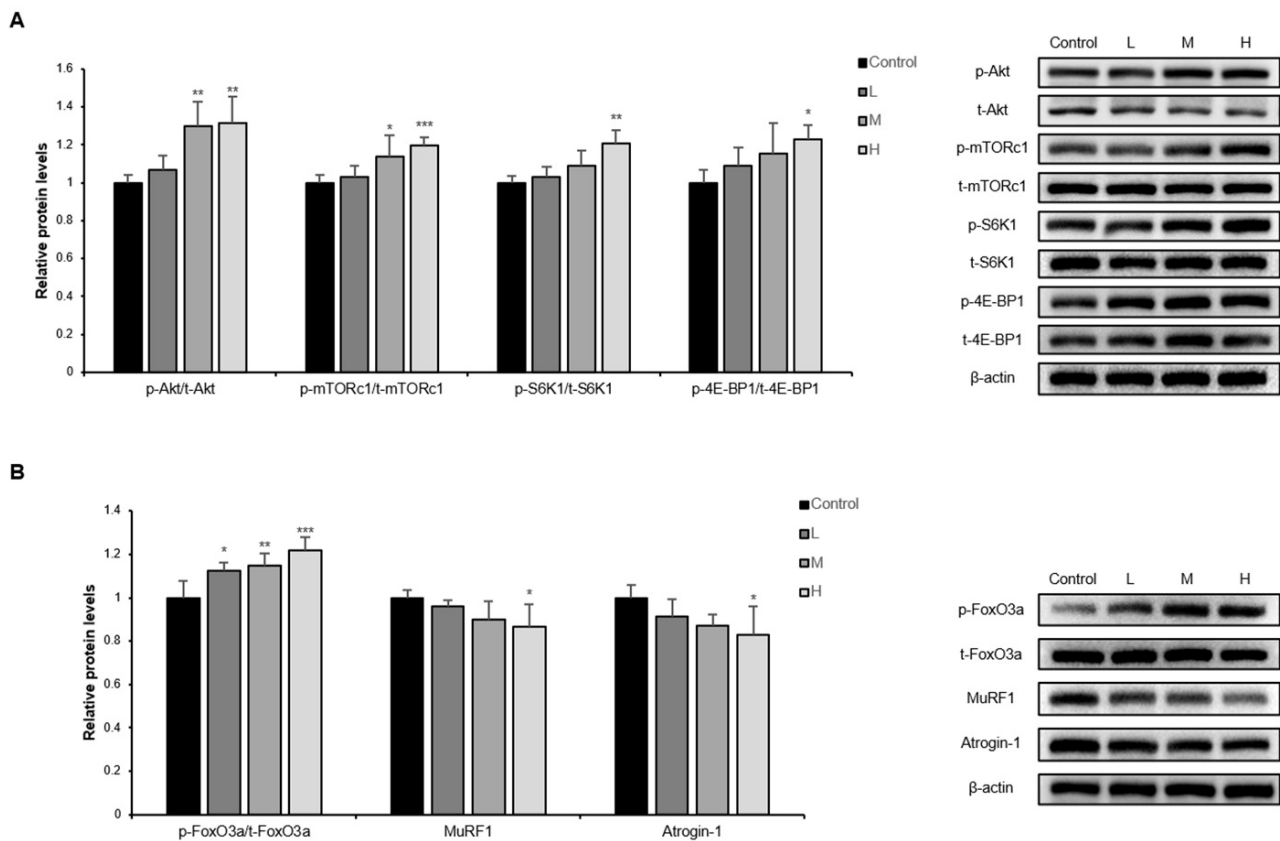 A
1.6
1.4
1.2
1
0.8
0.6
0.4
0.2
0
Relative protein levels
** **
* ***
**
*
p-Akt/t-Akt p-mTORc1/t-mTORc1 p-S6K1/t-S6K1 p-4E-BP1/t-4E-BP1
Control
L
M
H
Control L M H
p-Akt
t-Akt
p-mTORc1
t-mTORc1
p-S6K1
t-S6K1
p-4E-BP1
t-4E-BP1
β-actin
B
1.4
1.2
1
0.8
0.6
0.4
0.2
0
Relative protein levels
* ** ***
*
*
p-FoxO3a/t-FoxO3a MuRF1 Atrogin-1
Control
L
M
H
Control L M H
p-FoxO3a
t-FoxO3a
MuRF1
Atrogin-1
β-actin